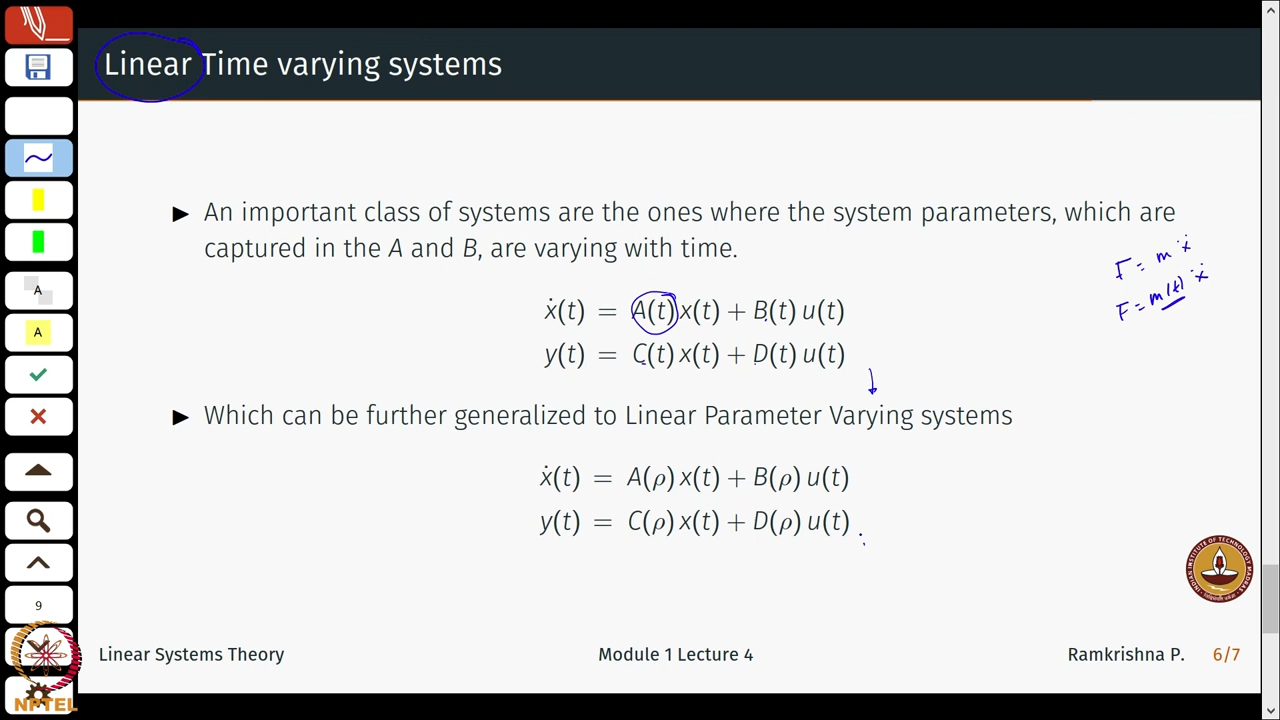 Linear Time varying systems
▶ An important class of systems are the ones where the system parameters, which are
captured in the A and B, are varying with time.
ẋ(t) = A(t) x(t) + B(t) u(t)
y(t) = C(t) x(t) + D(t) u(t)
F = m ẍ
F = m(t) ẍ
▶ Which can be further generalized to Linear Parameter Varying systems
ẋ(t) = A(ρ) x(t) + B(ρ) u(t)
y(t) = C(ρ) x(t) + D(ρ) u(t)
A
A
9
NPTEL
Linear Systems Theory Module 1 Lecture 4 Ramkrishna P. 6/7